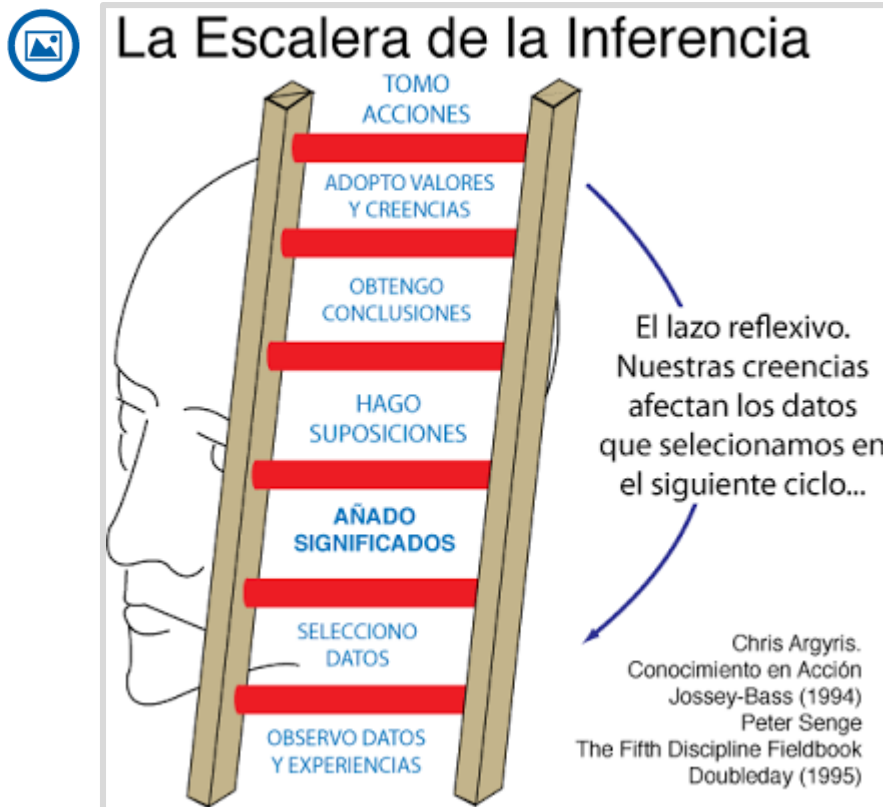 La Escalera de la Inferencia
TOMO
ACCIONES
ADOPTO VALORES
Y CREENCIAS
OBTENGO
CONCLUSIONES
HAGO
SUPOSICIONES
AÑADO
SIGNIFICADOS
SELECCIONO
DATOS
OBSERVO DATOS
Y EXPERIENCIAS
El lazo reflexivo.
Nuestras creencias
afectan los datos
que selecionamos en
el siguiente ciclo...
Chris Argyris.
Conocimiento en Acción
Jossey-Bass (1994)
Peter Senge
The Fifth Discipline Fieldbook
Doubleday (1995)